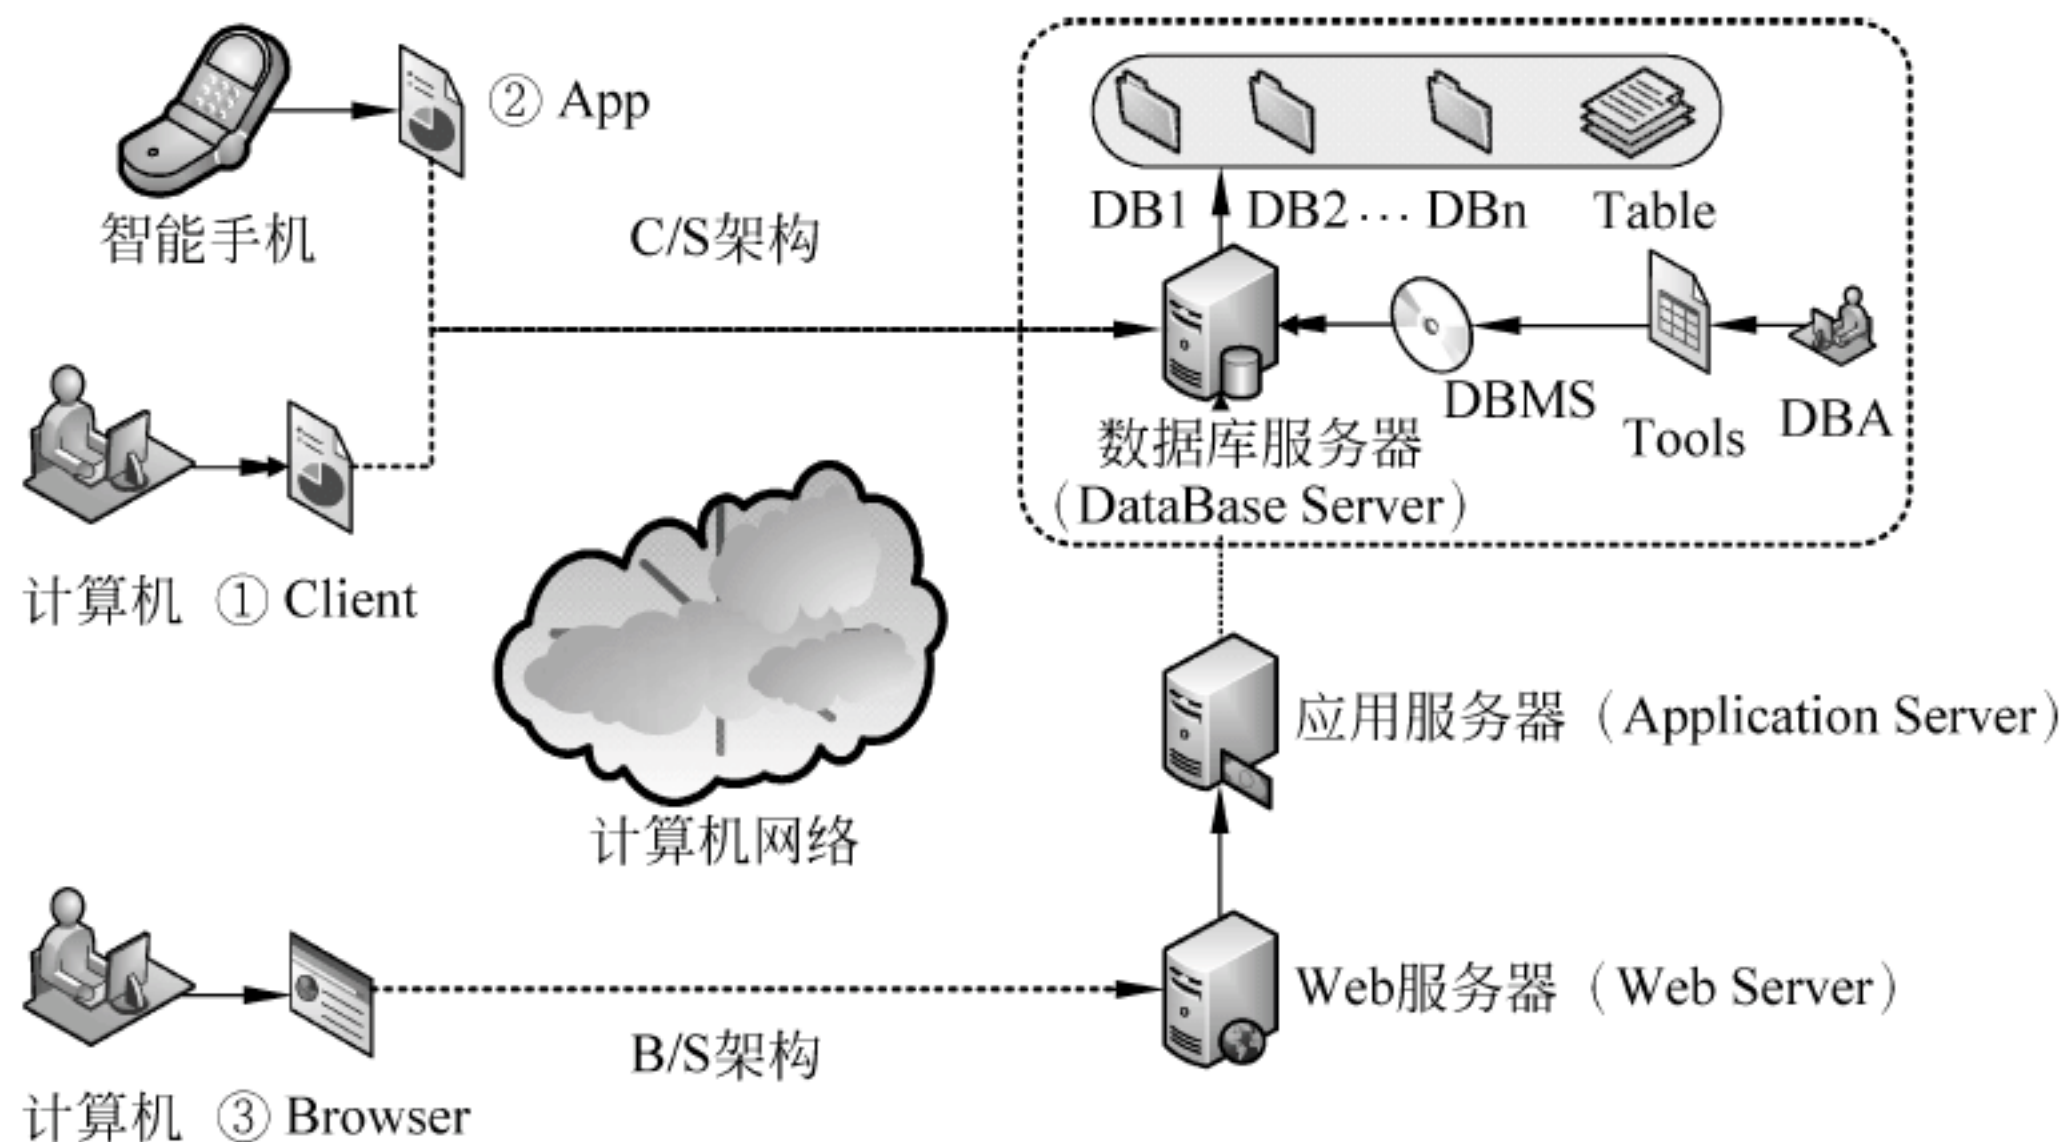 ② App
智能手机
C/S架构
DB1 DB2 … DBn Table
DBMS
Tools
DBA
数据库服务器
（DataBase Server）
计算机 ① Client
应用服务器（Application Server）
计算机网络
Web服务器（Web Server）
B/S架构
计算机 ③ Browser